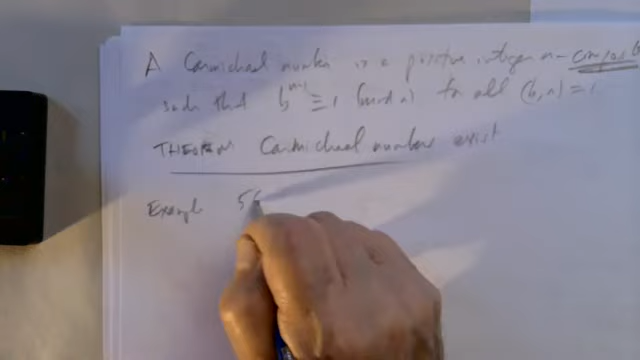 A Carmichael number is a positive integer n - composite
such that b^{n-1} ≡ 1 (mod n) for all (b, n) = 1
THEOREM Carmichael numbers exist
Example 56